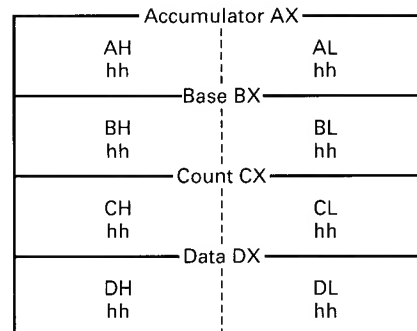 Accumulator AX
AH AL
hh hh
Base BX
BH BL
hh hh
Count CX
CH CL
hh hh
Data DX
DH DL
hh hh